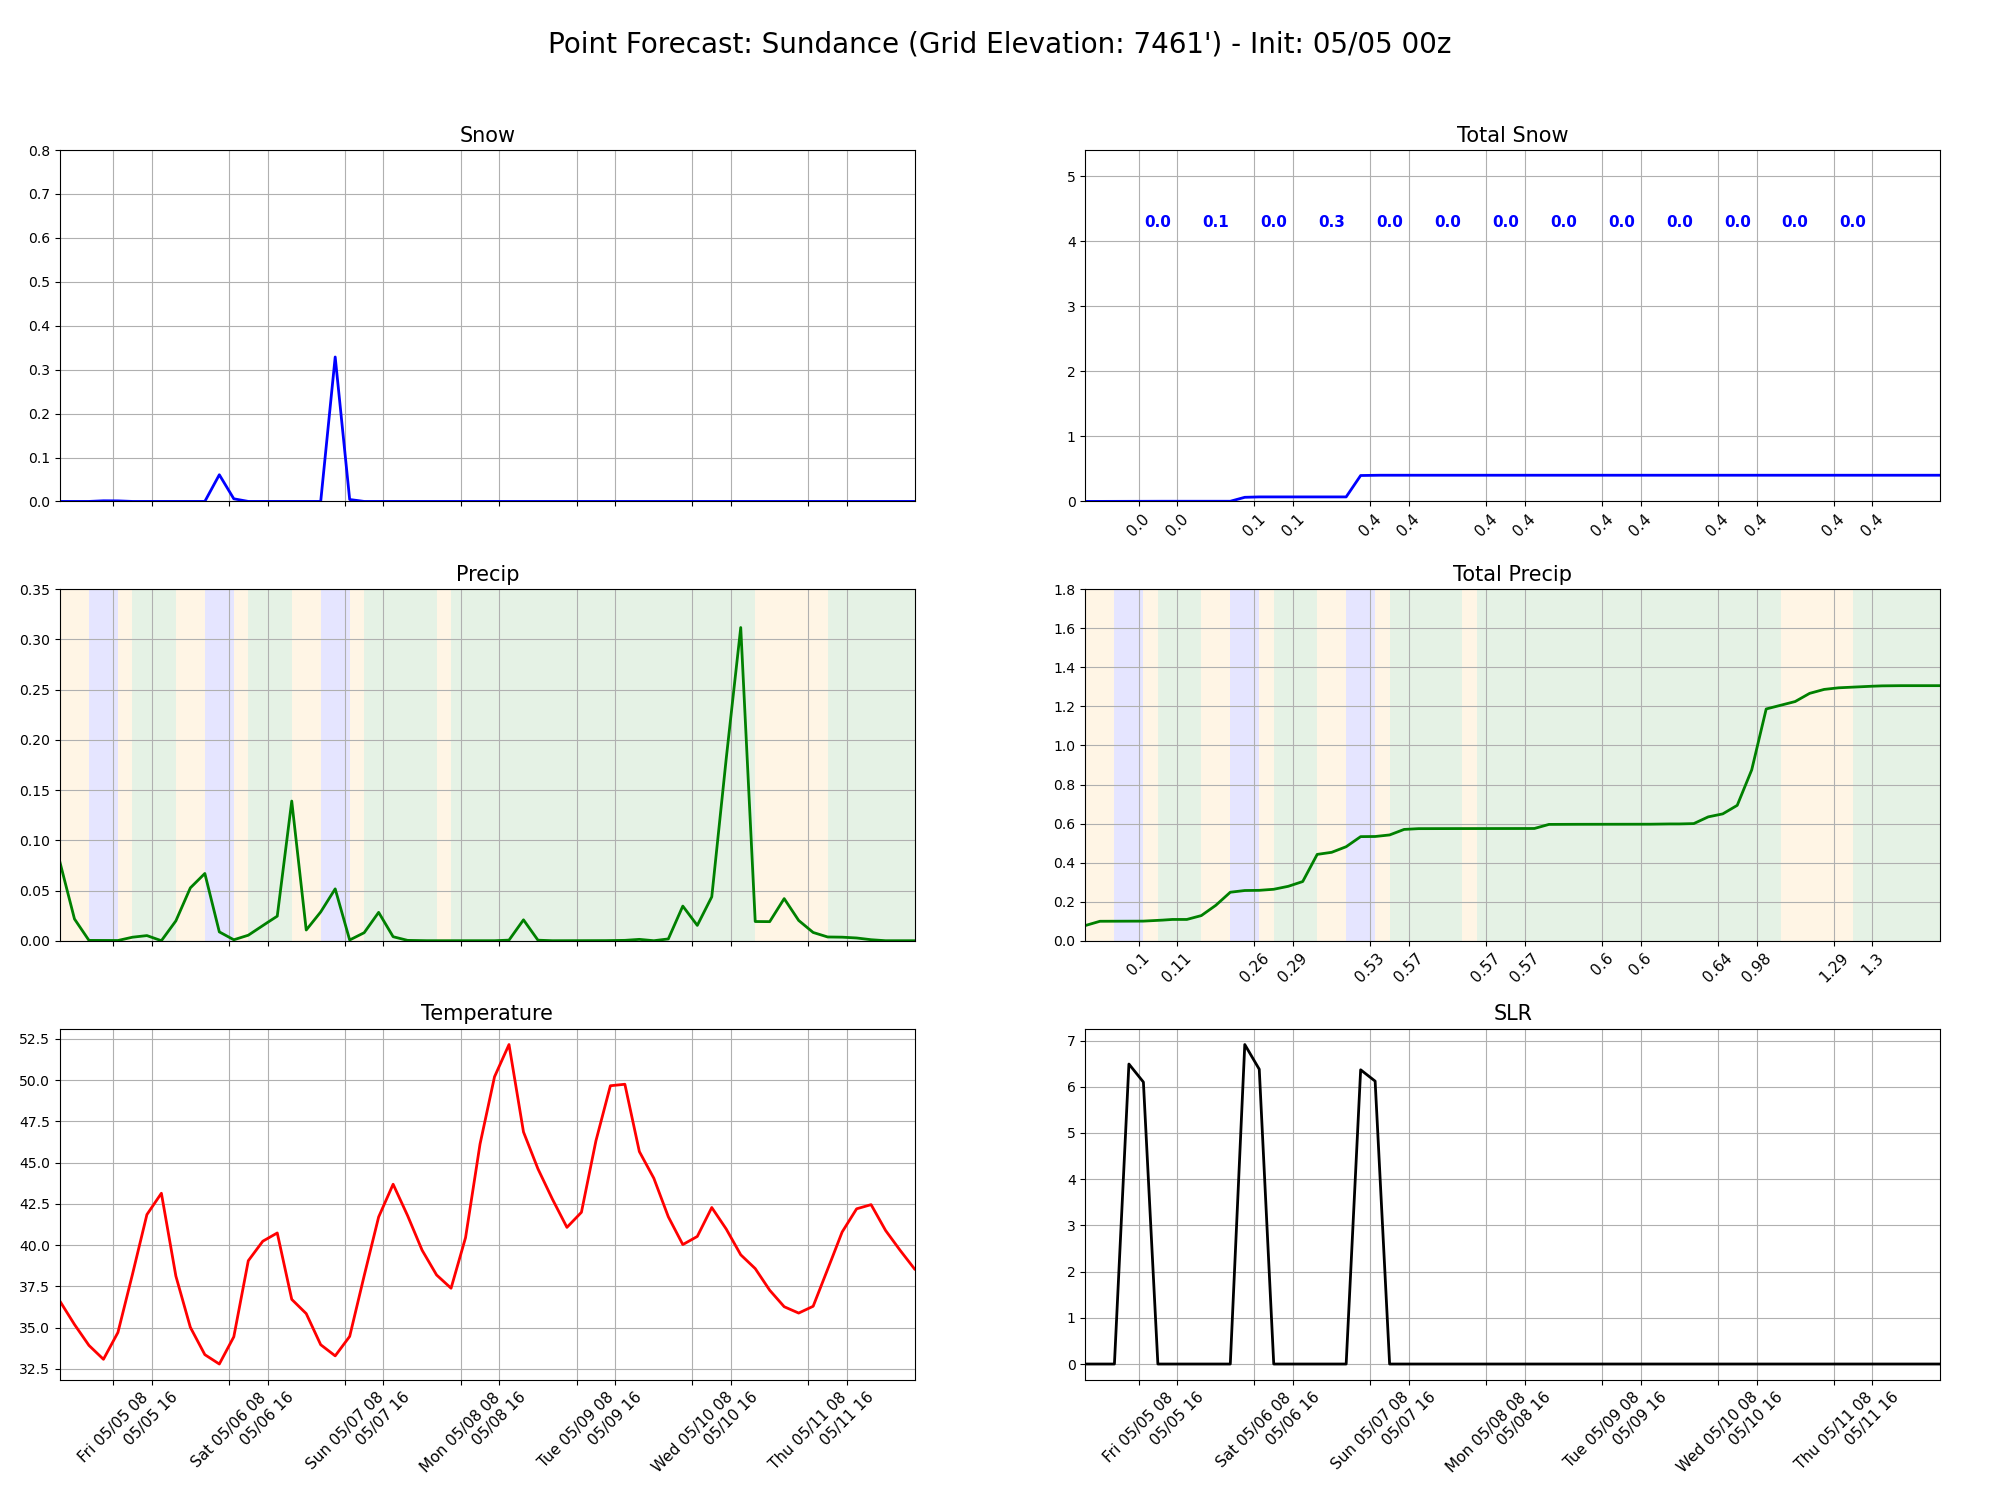 Point Forecast: Sundance (Grid Elevation: 7461') - Init: 05/05 00z
Snow
0.8
0.7
0.6
0.5
0.4
0.3
0.2
0.1
0.0
Total Snow
5
4
3
2
1
0
0.0 0.1 0.0 0.3 0.0 0.0 0.0 0.0 0.0 0.0 0.0 0.0 0.0
0.0 0.0 0.1 0.1 0.4 0.4 0.4 0.4 0.4 0.4 0.4 0.4 0.4 0.4
Precip
0.35
0.30
0.25
0.20
0.15
0.10
0.05
0.00
Total Precip
1.8
1.6
1.4
1.2
1.0
0.8
0.6
0.4
0.2
0.0
0.1 0.11 0.26 0.29 0.53 0.57 0.57 0.57 0.6 0.6 0.64 0.98 1.29 1.3
Temperature
52.5
50.0
47.5
45.0
42.5
40.0
37.5
35.0
32.5
Fri 05/05 08
05/05 16
Sat 05/06 08
05/06 16
Sun 05/07 08
05/07 16
Mon 05/08 08
05/08 16
Tue 05/09 08
05/09 16
Wed 05/10 08
05/10 16
Thu 05/11 08
05/11 16
SLR
7
6
5
4
3
2
1
0
Fri 05/05 08
05/05 16
Sat 05/06 08
05/06 16
Sun 05/07 08
05/07 16
Mon 05/08 08
05/08 16
Tue 05/09 08
05/09 16
Wed 05/10 08
05/10 16
Thu 05/11 08
05/11 16